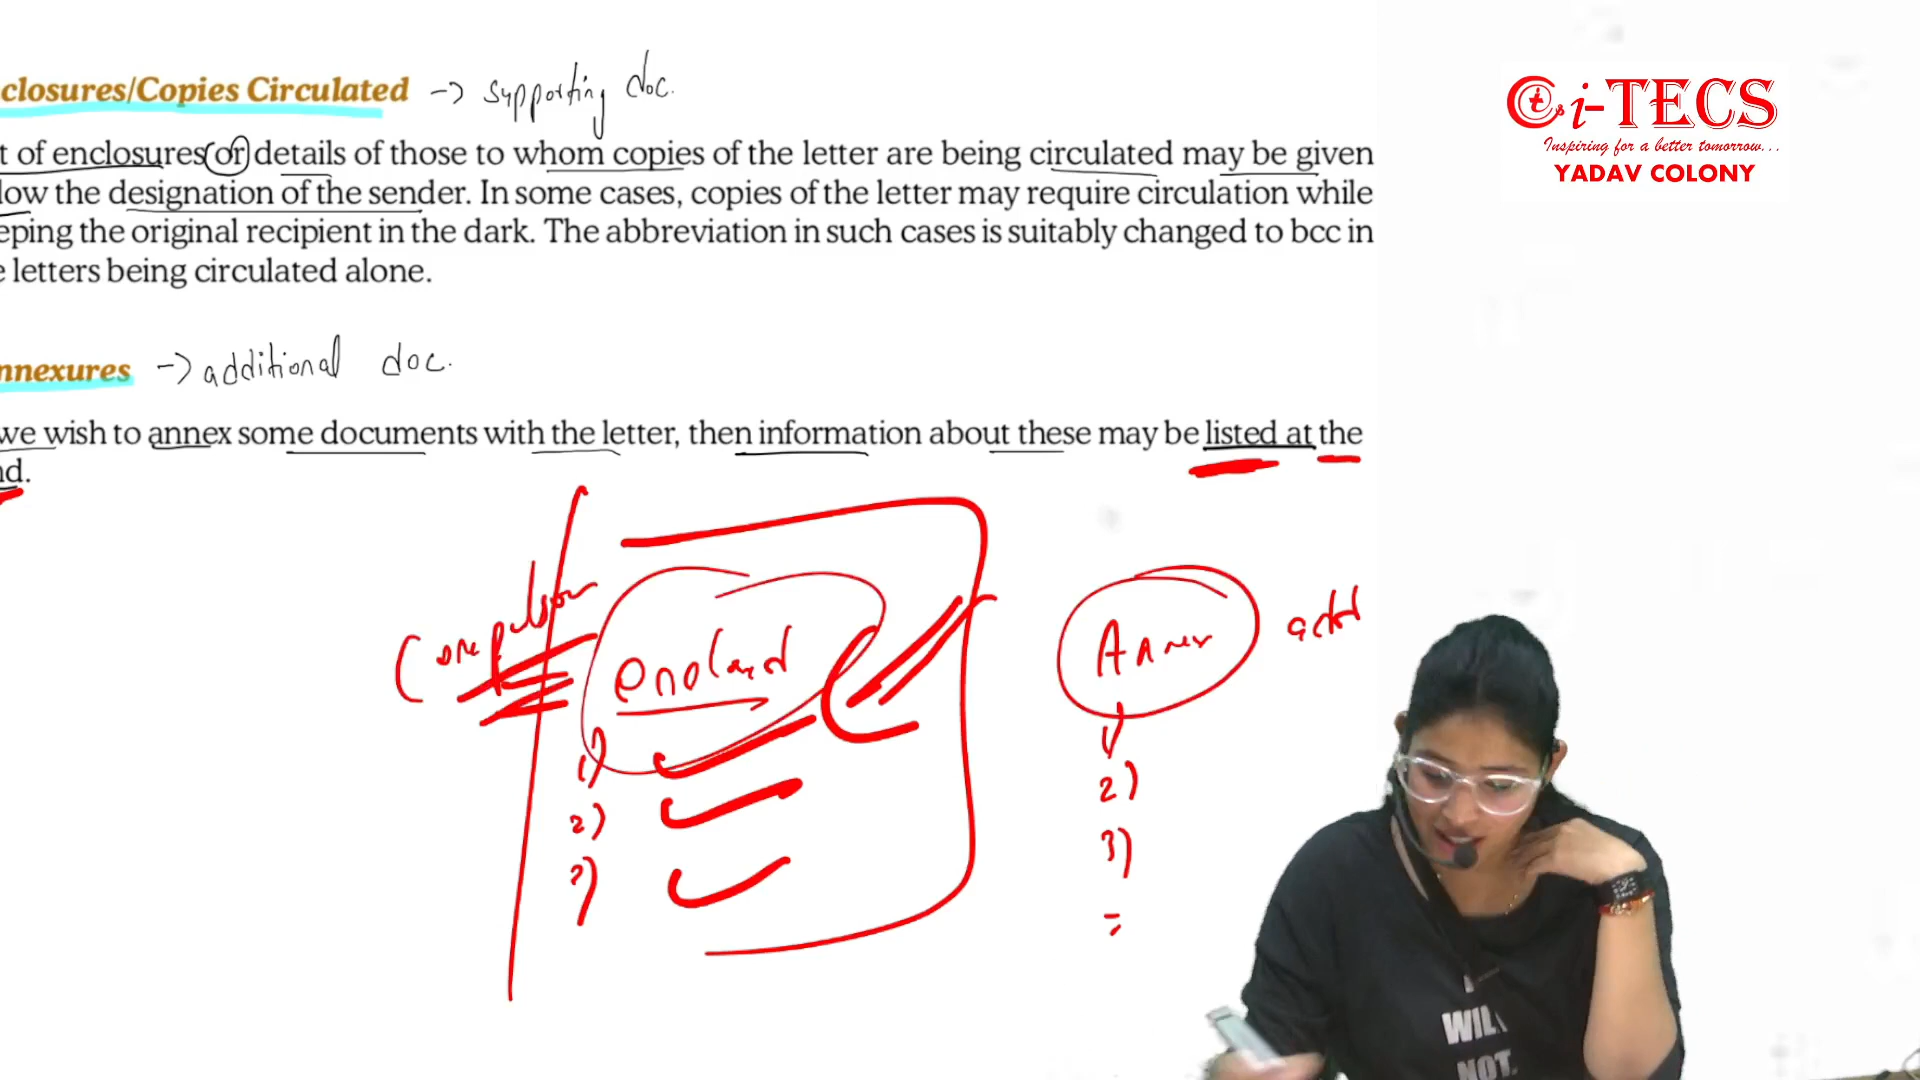 closures/Copies Circulated -> supporting doc.
t of enclosures (or) details of those to whom copies of the letter are being circulated may be given
low the designation of the sender. In some cases, copies of the letter may require circulation while
eping the original recipient in the dark. The abbreviation in such cases is suitably changed to bcc in
e letters being circulated alone.
nnexures -> additional doc.
we wish to annex some documents with the letter, then information about these may be listed at the
nd.
Annex
1)
2)
3)
1)
2)
3)
i-TECS
Inspiring for a better tomorrow...
YADAV COLONY
I
WILL
NOT.